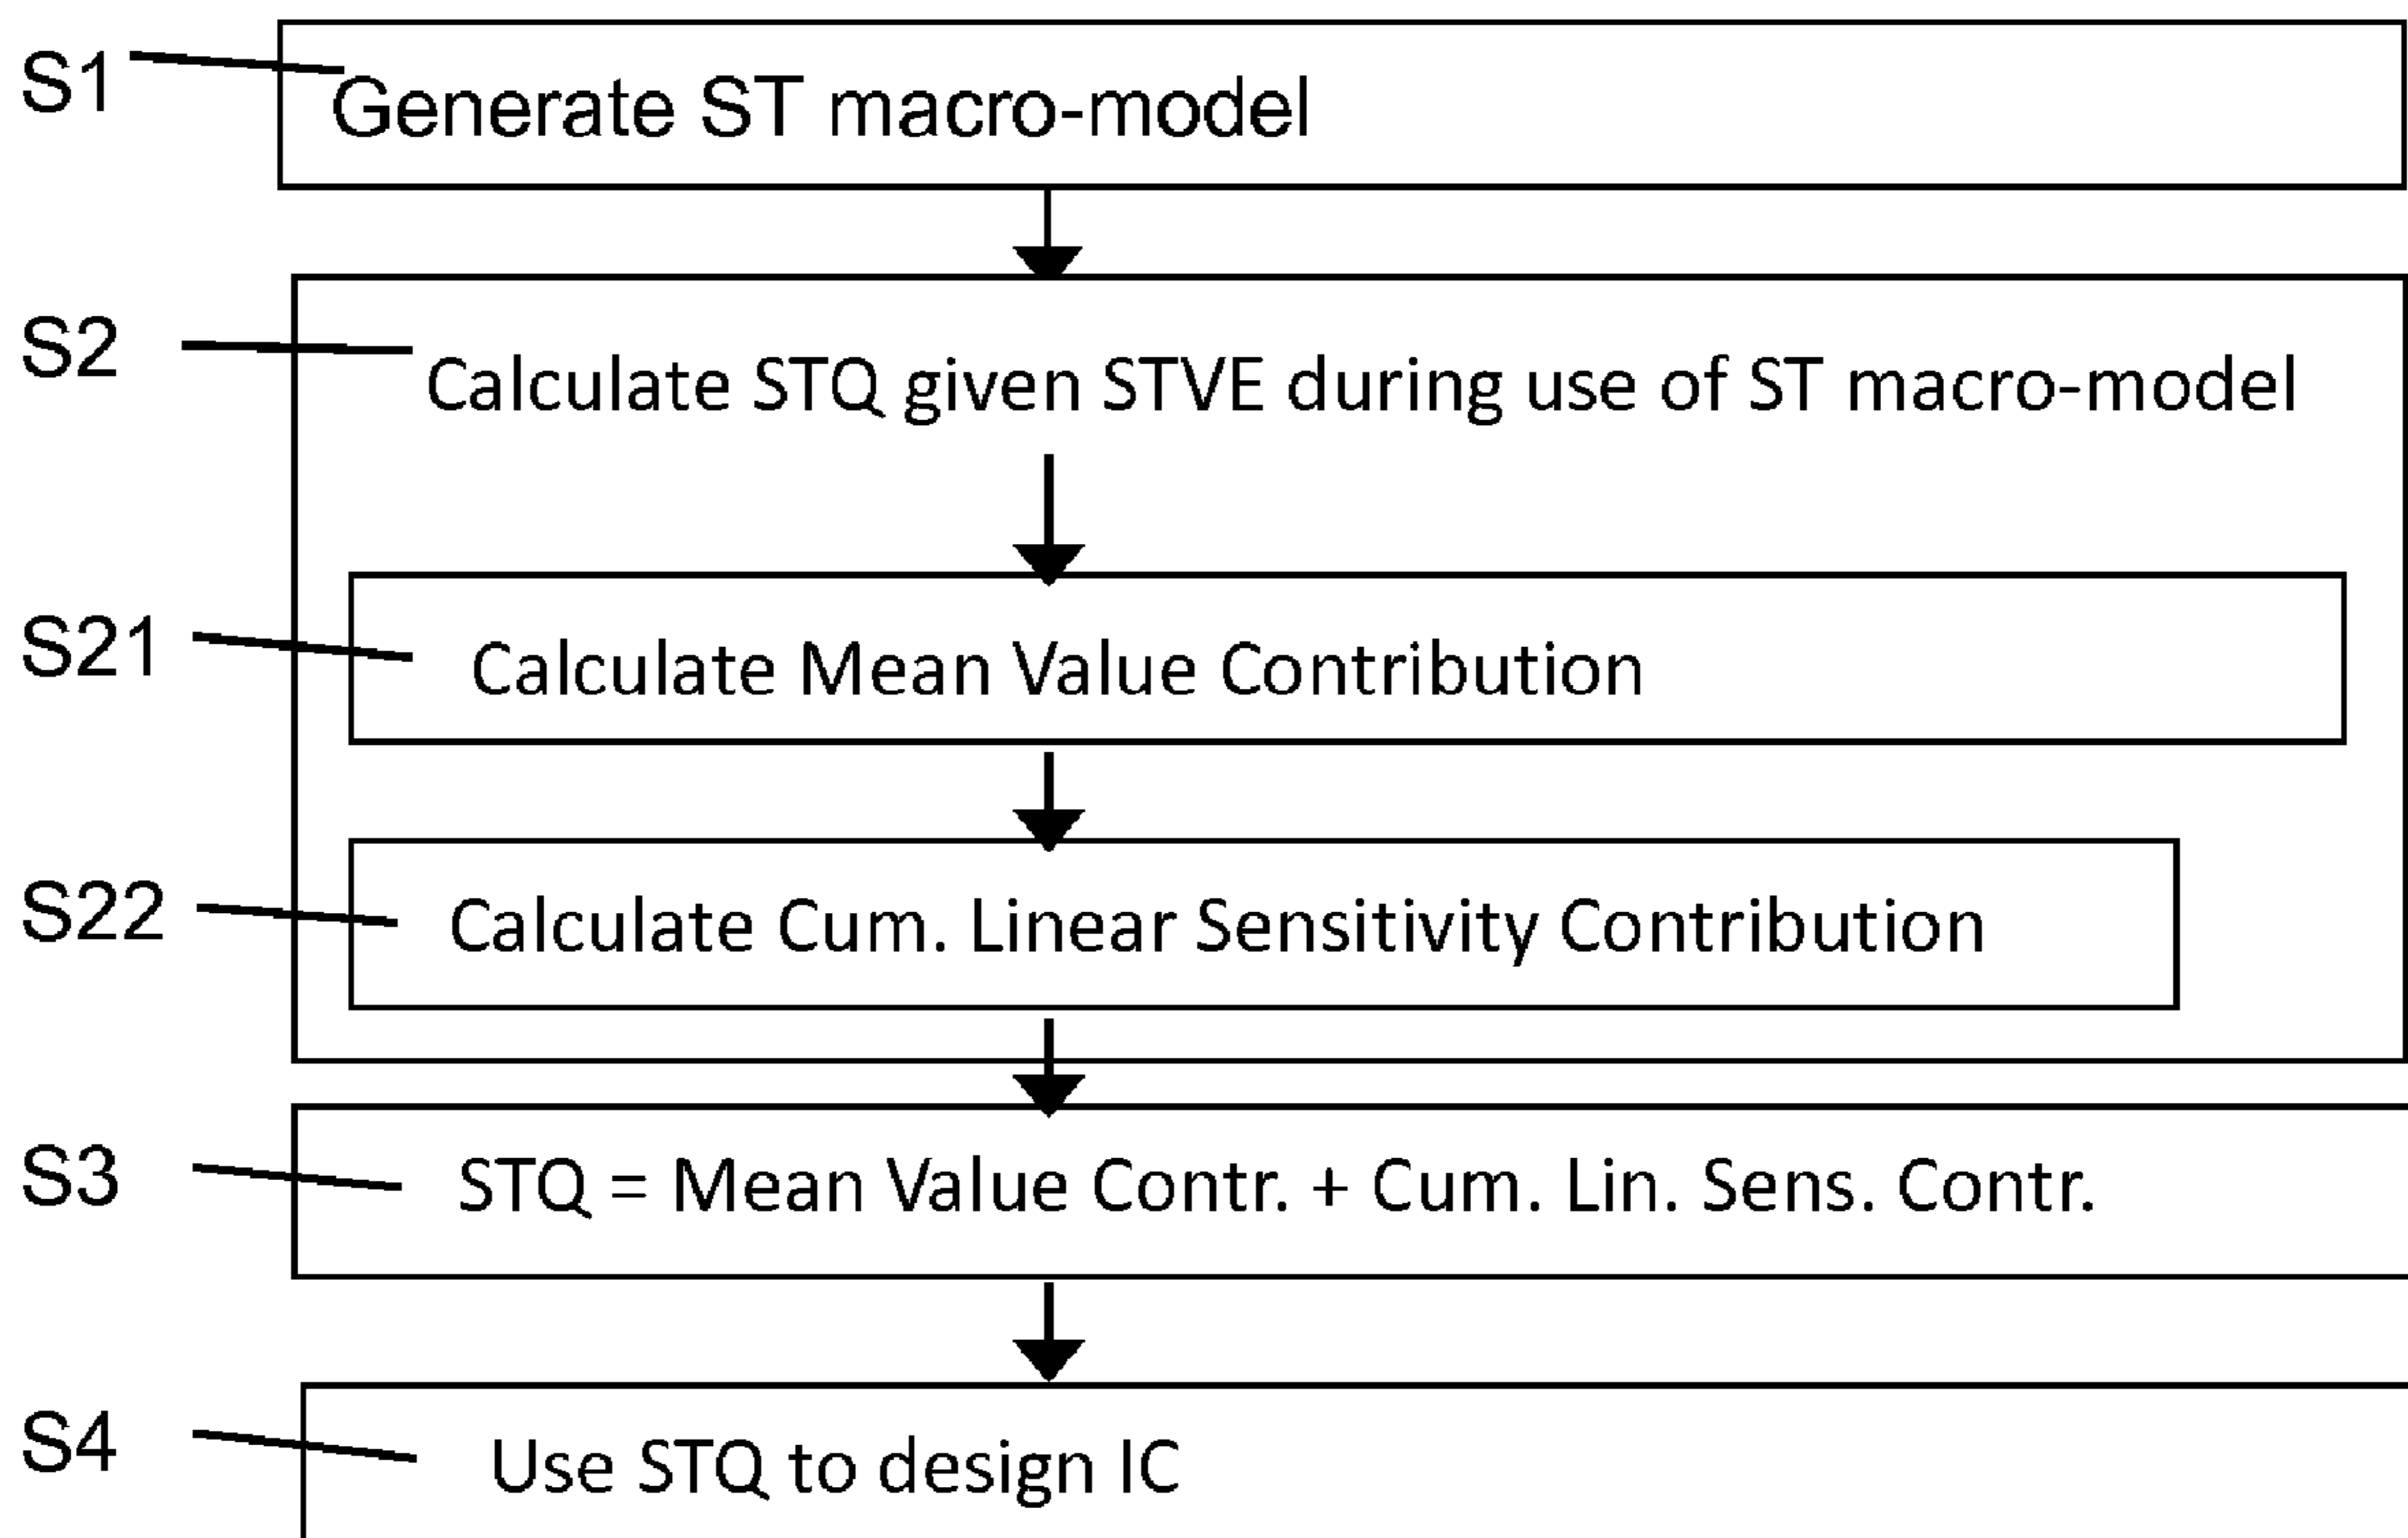 S1
Generate ST macro-model
S2
Calculate STQ given STVE during use of ST macro-model
S21
Calculate Mean Value Contribution
S22
Calculate Cum. Linear Sensitivity Contribution
S3
STQ = Mean Value Contr. + Cum. Lin. Sens. Contr.
S4
Use STQ to design IC